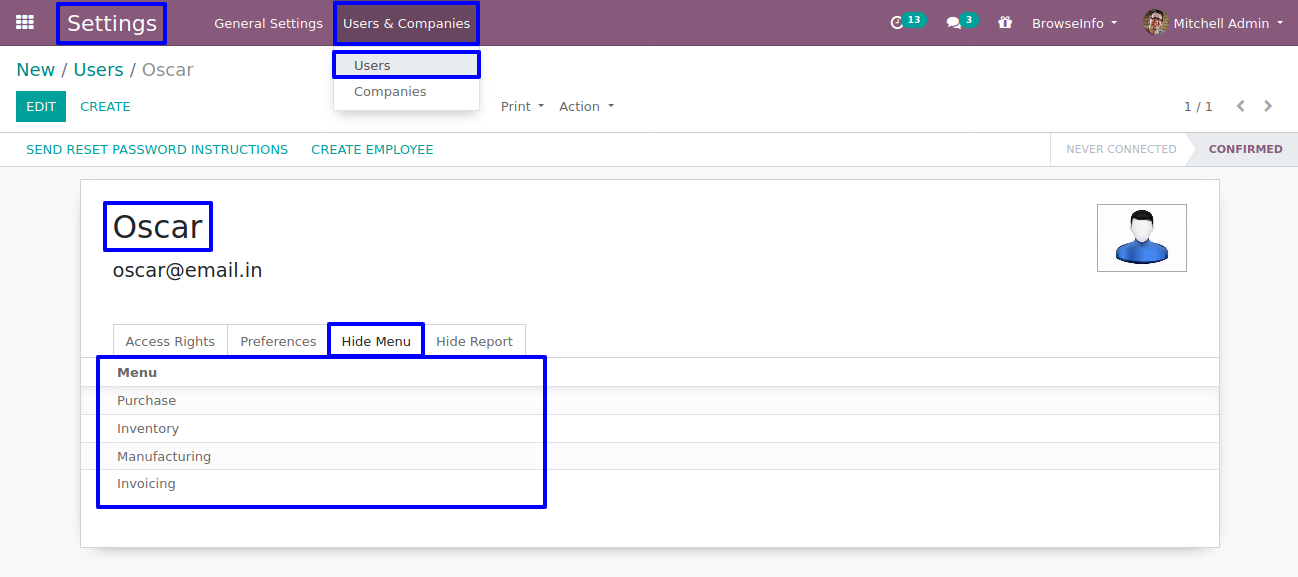 Settings General Settings Users & Companies 13 3 BrowseInfo Mitchell Admin
Users
Companies
New / Users / Oscar
EDIT CREATE Print Action 1 / 1
SEND RESET PASSWORD INSTRUCTIONS CREATE EMPLOYEE NEVER CONNECTED CONFIRMED
Oscar
oscar@email.in
Access Rights Preferences Hide Menu Hide Report
Menu
Purchase
Inventory
Manufacturing
Invoicing